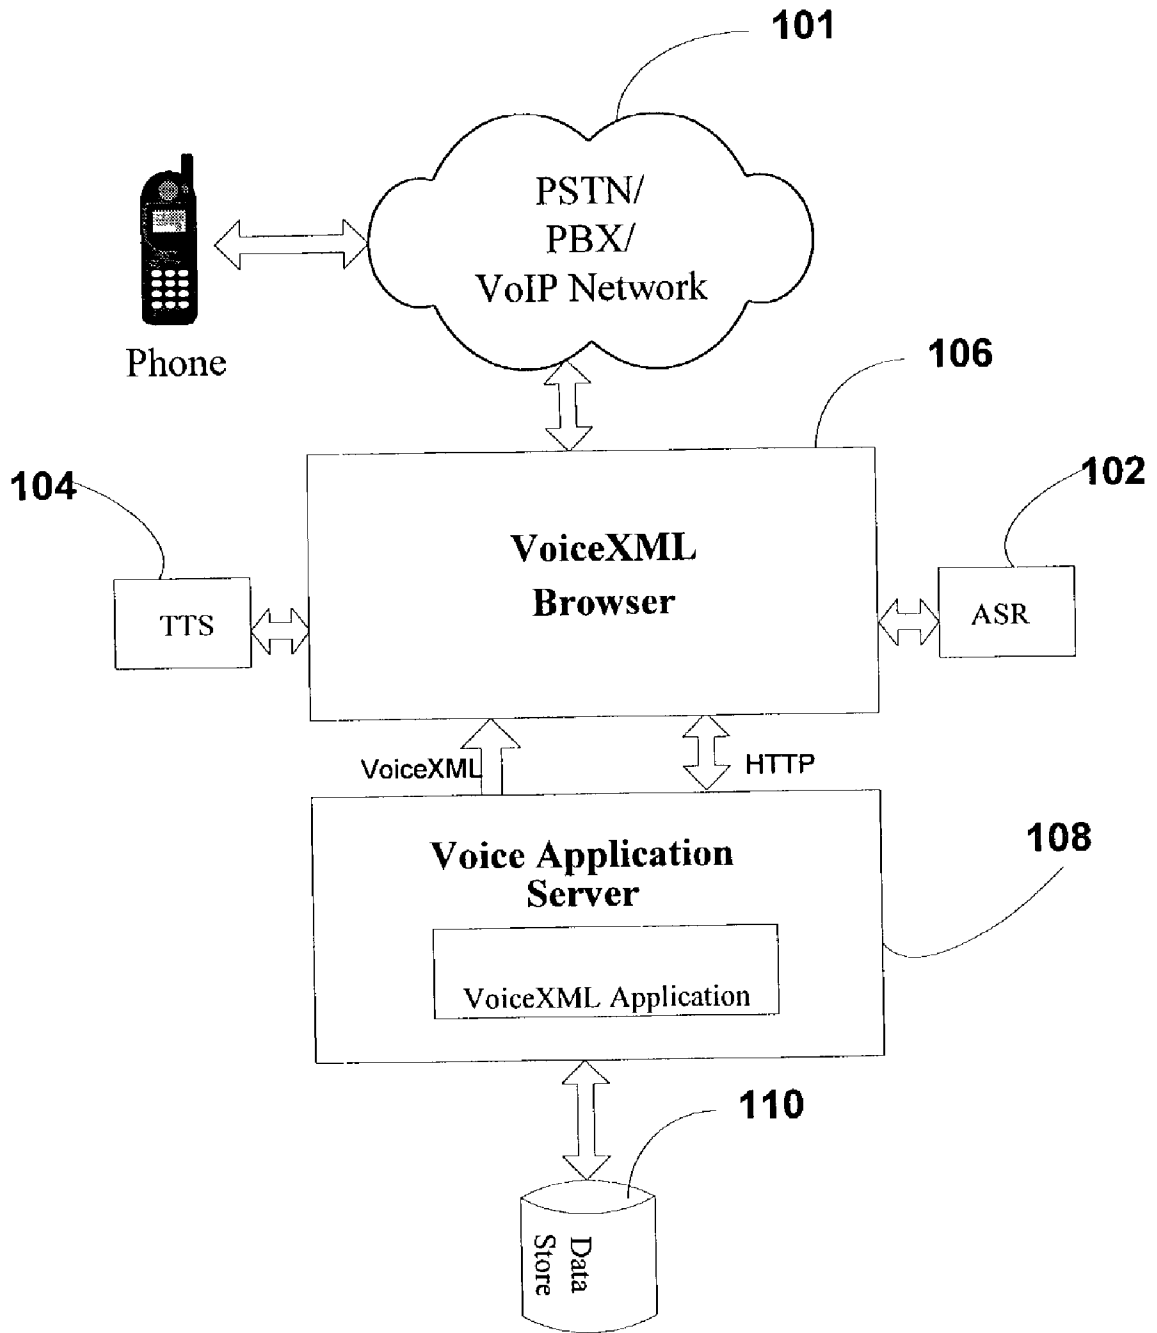 101
PSTN/
PBX/
VoIP Network
Phone
106
104
102
VoiceXML
Browser
TTS
ASR
VoiceXML
HTTP
Voice Application
Server
108
VoiceXML Application
110
Data
Store